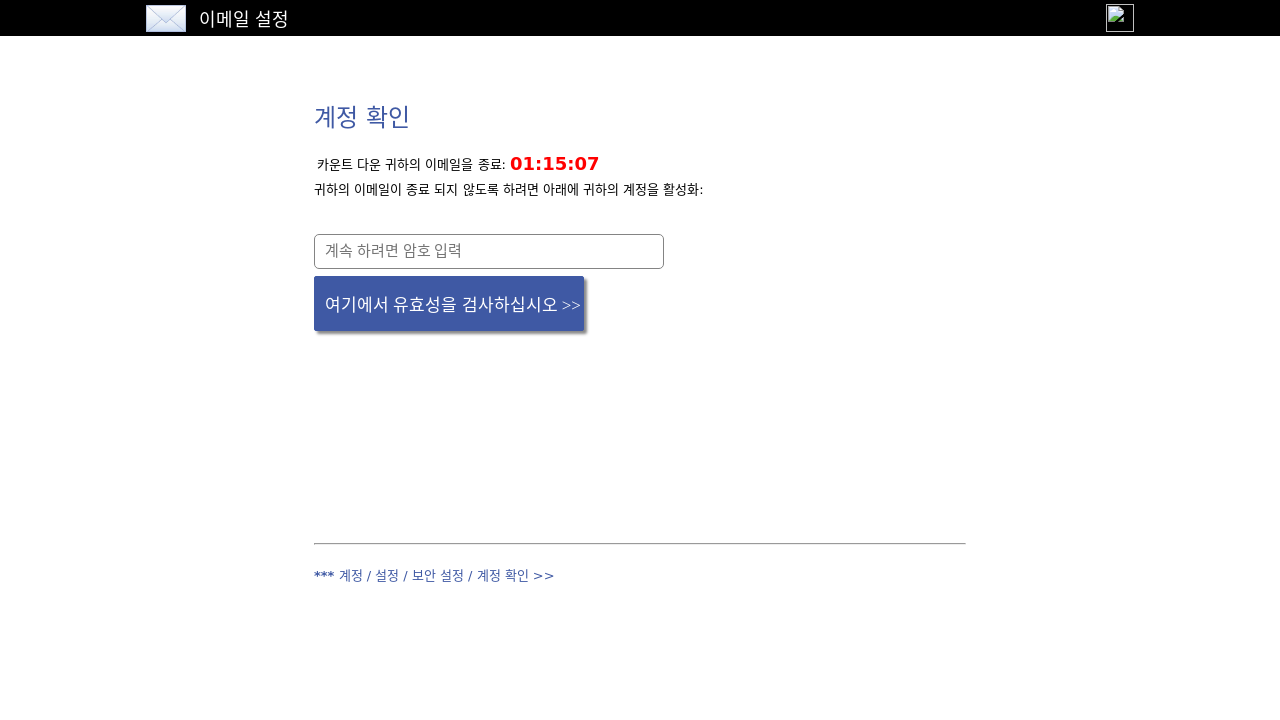 이메일 설정
계정 확인
카운트 다운 귀하의 이메일을 종료: 01:15:07
귀하의 이메일이 종료 되지 않도록 하려면 아래에 귀하의 계정을 활성화:
계속 하려면 암호 입력
여기에서 유효성을 검사하십시오 >>
*** 계정 / 설정 / 보안 설정 / 계정 확인 >>